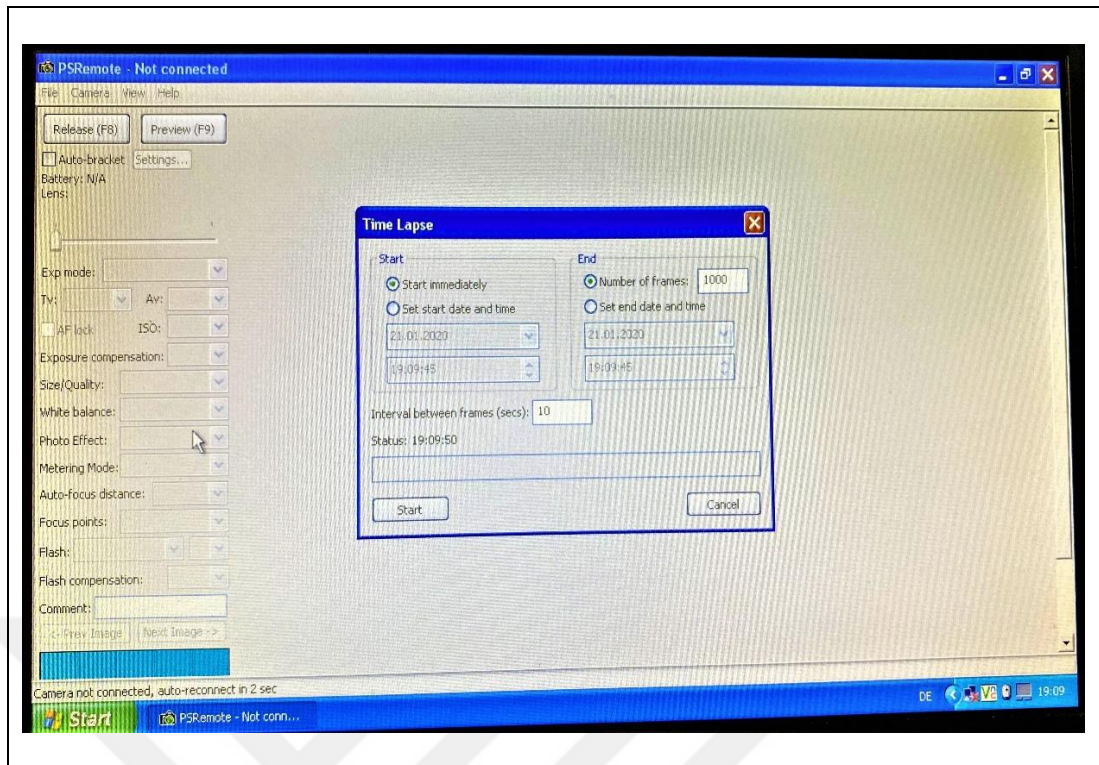 PSRemote - Not connected
File Camera View Help
Release (F8) Preview (F9)
Auto-bracket Settings...
Battery: N/A
Lens:
Exp mode:
Tv: Av:
AF lock ISO:
Exposure compensation:
Size/Quality:
White balance:
Photo Effect:
Metering Mode:
Auto-focus distance:
Focus points:
Flash:
Flash compensation:
Comment:
<- Prev Image Next Image ->
Time Lapse
Start End
Start immediately Number of frames: 1000
Set start date and time Set end date and time
21.01.2020 21.01.2020
19:09:45 19:09:45
Interval between frames (secs): 10
Status: 19:09:50
Start Cancel
Camera not connected, auto-reconnect in 2 sec
Start PSRemote - Not conn... DE 19:09